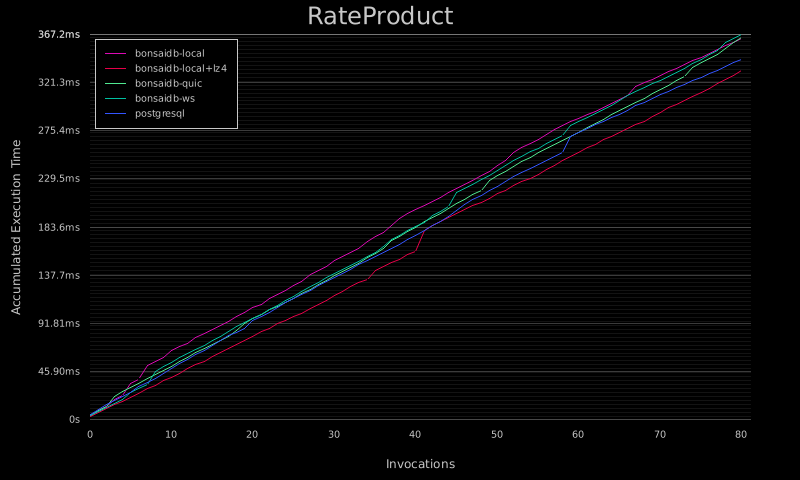 RateProduct
367.2ms
321.3ms
275.4ms
229.5ms
183.6ms
137.7ms
91.81ms
45.90ms
0s
Accumulated Execution Time
bonsaidb-local
bonsaidb-local+lz4
bonsaidb-quic
bonsaidb-ws
postgresql
0 10 20 30 40 50 60 70 80
Invocations